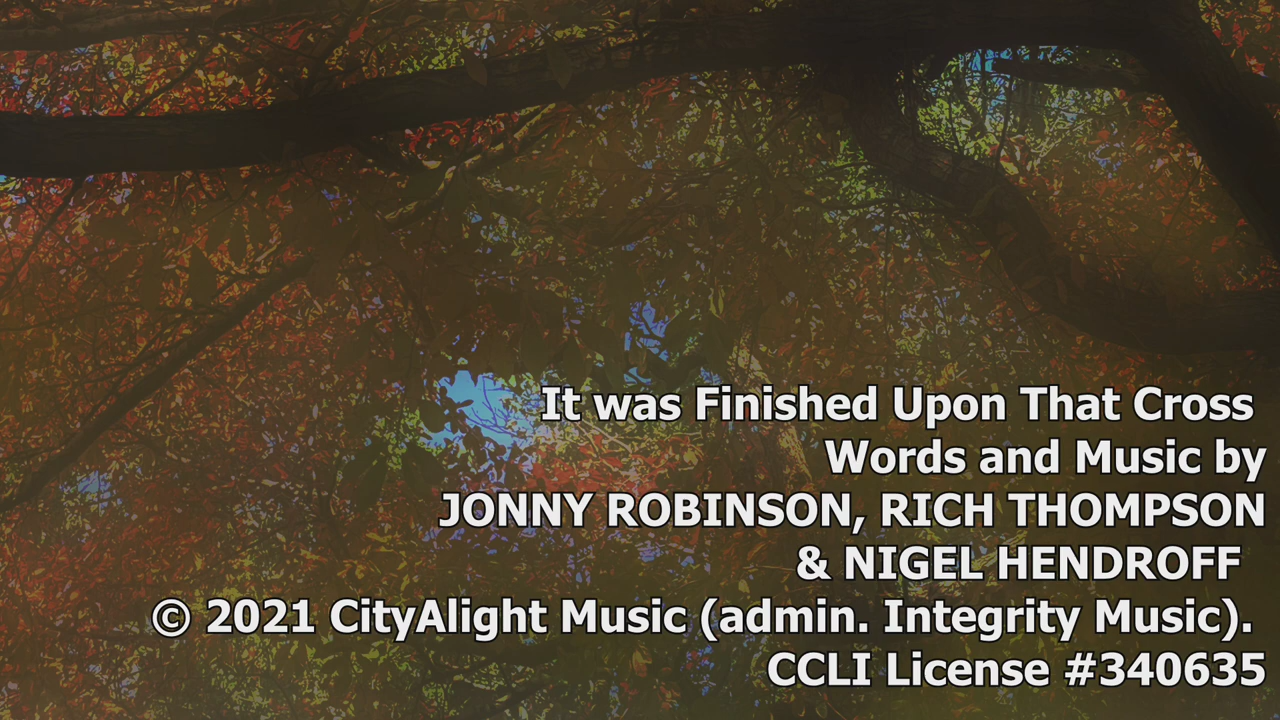 It was Finished Upon That Cross
Words and Music by
JONNY ROBINSON, RICH THOMPSON
& NIGEL HENDROFF
© 2021 CityAlight Music (admin. Integrity Music).
CCLI License #340635